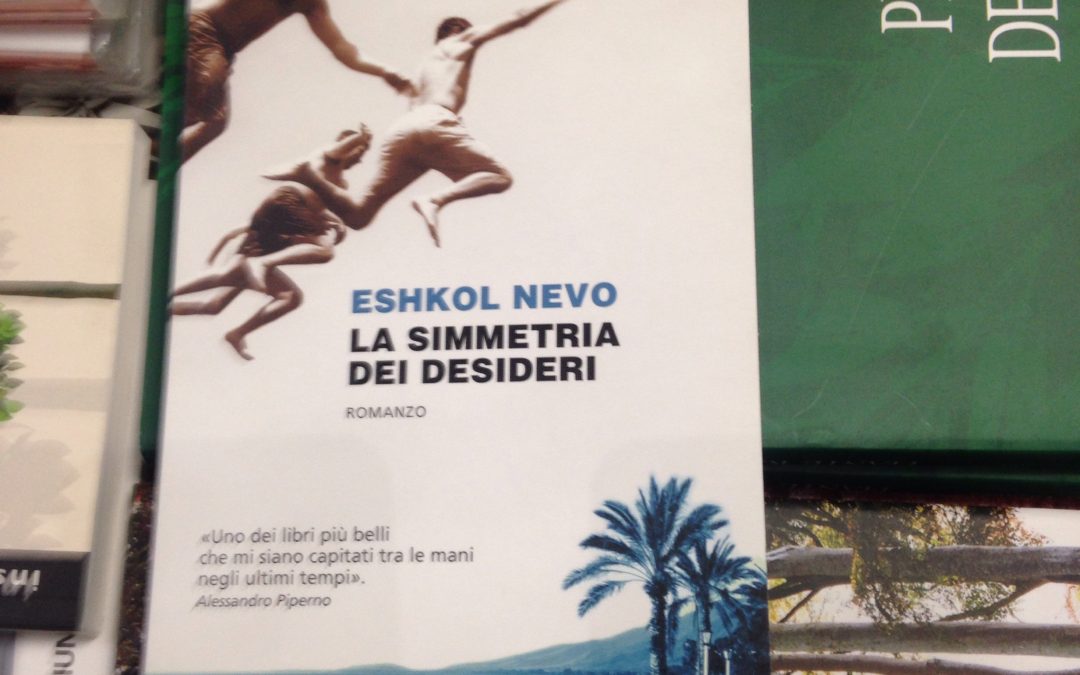 ESHKOL NEVO
LA SIMMETRIA
DEI DESIDERI
ROMANZO
«Uno dei libri più belli
che mi siano capitati tra le mani
negli ultimi tempi».
Alessandro Piperno